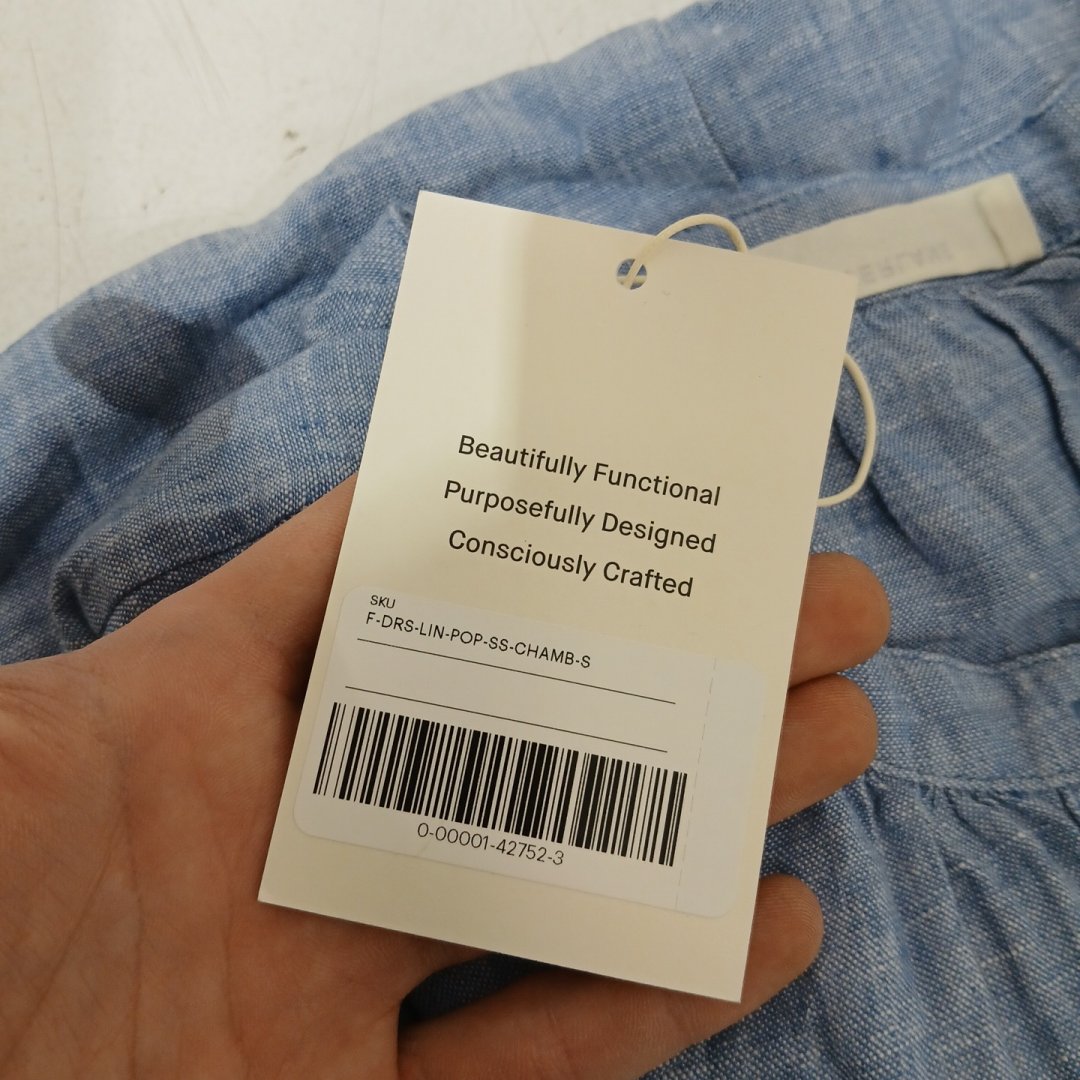 Beautifully Functional
Purposefully Designed
Consciously Crafted
SKU
F-DRS-LIN-POP-SS-CHAMB-S
0-00001-42752-3